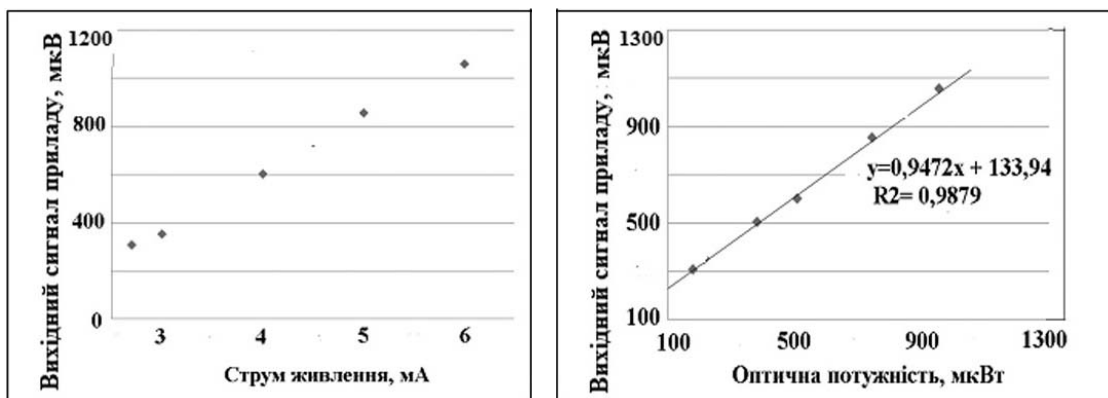 Вихідний сигнал приладу, мкВ
1200
800
400
0
3 4 5 6
Струм живлення, мА
Вихідний сигнал приладу, : мкВ
1300
900
500
100
y=0,9472x + 133,94
R2= 0,9879
100 500 900 1300
Оптична потужність, мкВт